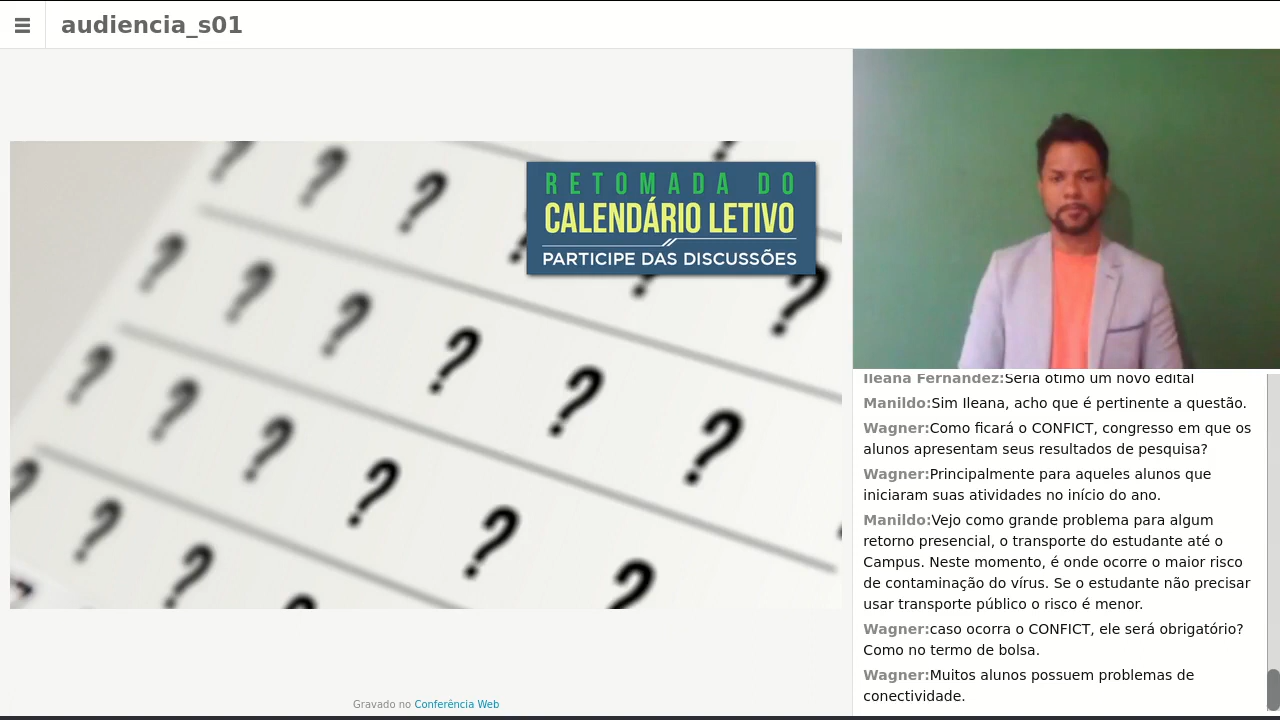 audiencia_s01
RETOMADA DO
CALENDÁRIO LETIVO
PARTICIPE DAS DISCUSSÕES
Ileana Fernandez:Seria ótimo um novo edital
Manildo:Sim Ileana, acho que é pertinente a questão.
Wagner:Como ficará o CONFICT, congresso em que os
alunos apresentam seus resultados de pesquisa?
Wagner:Principalmente para aqueles alunos que
iniciaram suas atividades no início do ano.
Manildo:Vejo como grande problema para algum
retorno presencial, o transporte do estudante até o
Campus. Neste momento, é onde ocorre o maior risco
de contaminação do vírus. Se o estudante não precisar
usar transporte público o risco é menor.
Wagner:caso ocorra o CONFICT, ele será obrigatório?
Como no termo de bolsa.
Wagner:Muitos alunos possuem problemas de
conectividade.
Gravado no Conferência Web